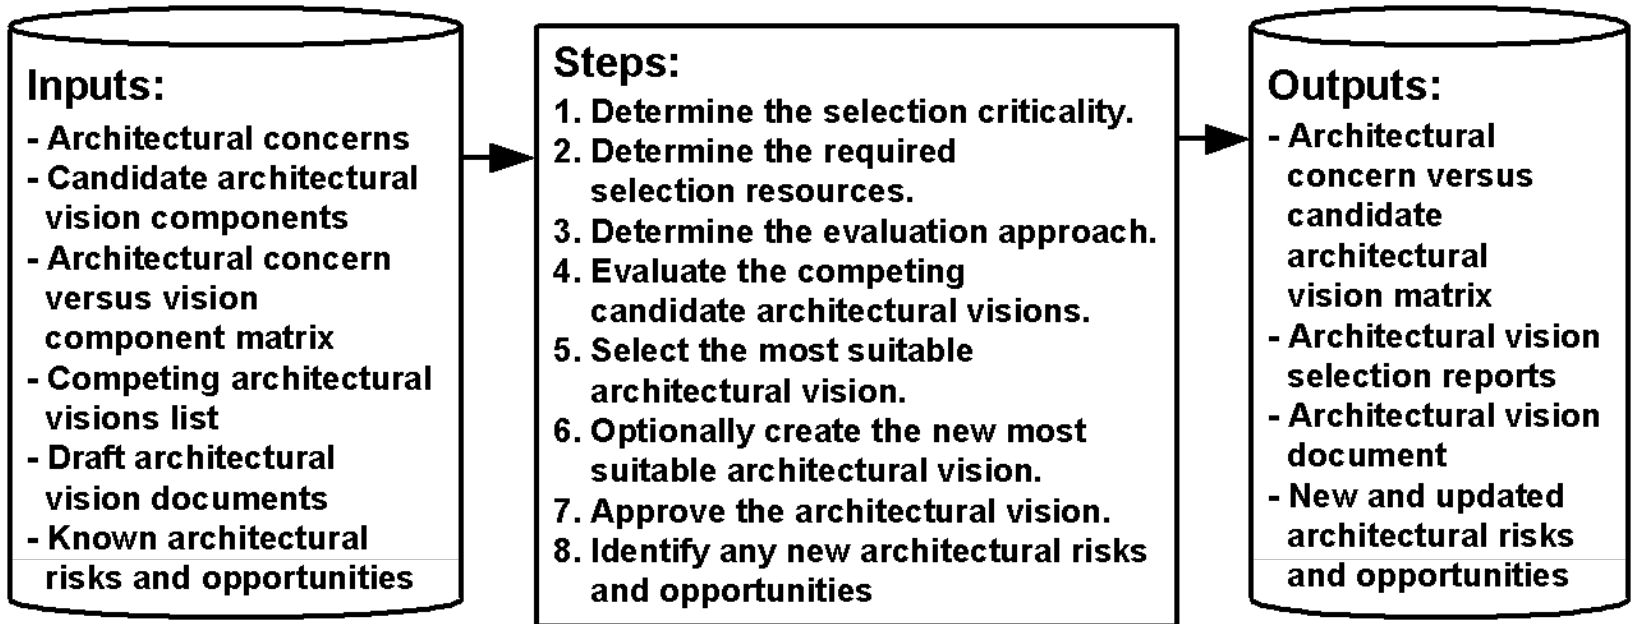 Inputs:
- Architectural concerns
- Candidate architectural
vision components
- Architectural concern
versus vision
component matrix
- Competing architectural
visions list
- Draft architectural
vision documents
- Known architectural
risks and opportunities
Steps:
1. Determine the selection criticality.
2. Determine the required
selection resources.
3. Determine the evaluation approach.
4. Evaluate the competing
candidate architectural visions.
5. Select the most suitable
architectural vision.
6. Optionally create the new most
suitable architectural vision.
7. Approve the architectural vision.
8. Identify any new architectural risks
and opportunities
Outputs:
- Architectural
concern versus
candidate
architectural
vision matrix
- Architectural vision
selection reports
- Architectural vision
document
- New and updated
architectural risks
and opportunities